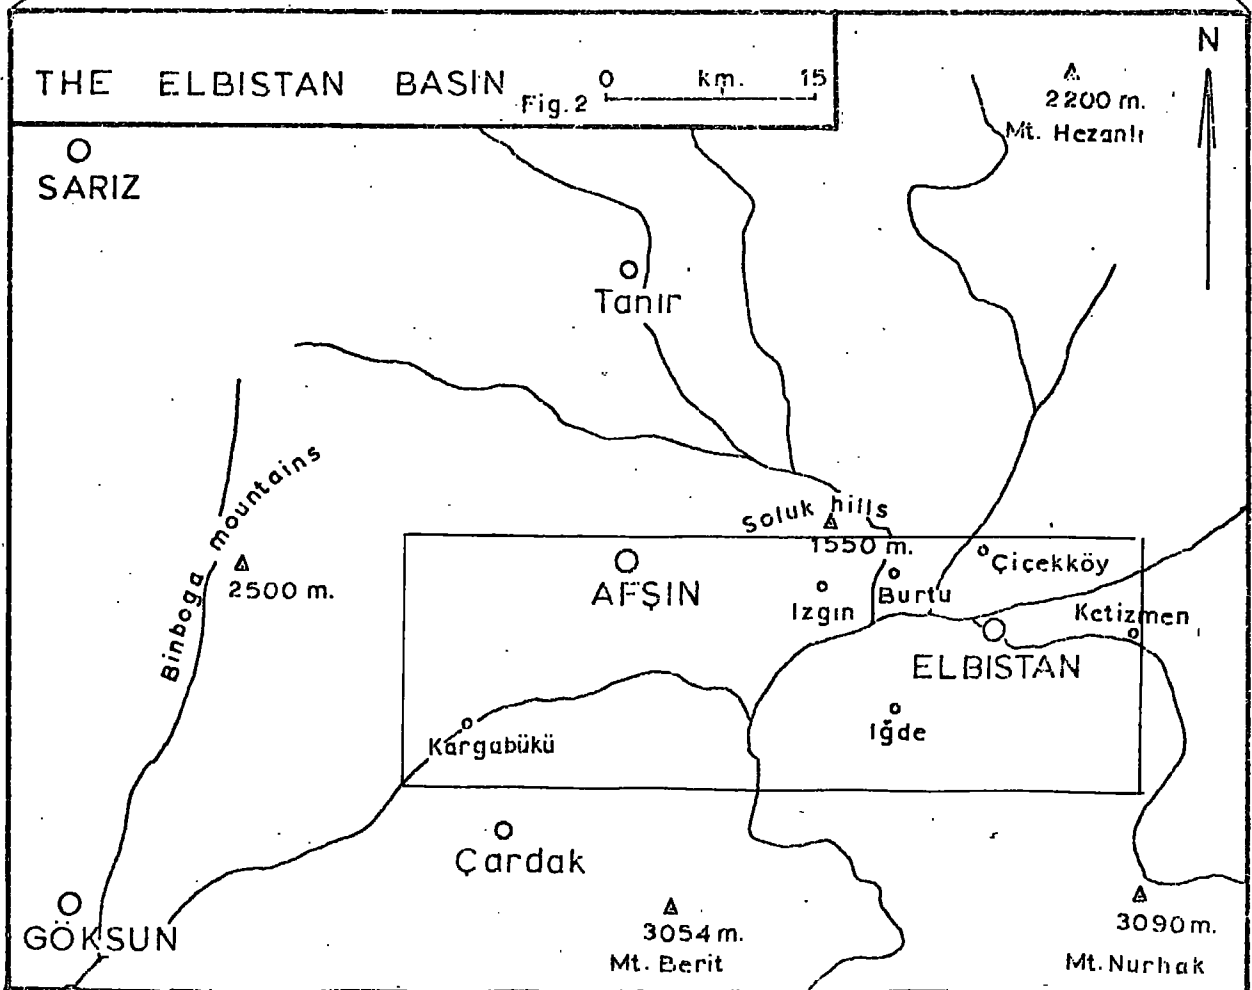 THE ELBISTAN BASIN
Fig.2
0 km. 15
N
2200 m.
Mt. Hezanlı
SARIZ
Tanır
Binboga mountains
2500 m.
Soluk hills
1550 m.
AFŞIN
Izgın
Burtu
Çiçekköy
Ketizmen
ELBISTAN
Iğde
Kargabükü
Çardak
GÖKSUN
3054 m.
Mt. Berit
3090 m.
Mt. Nurhak